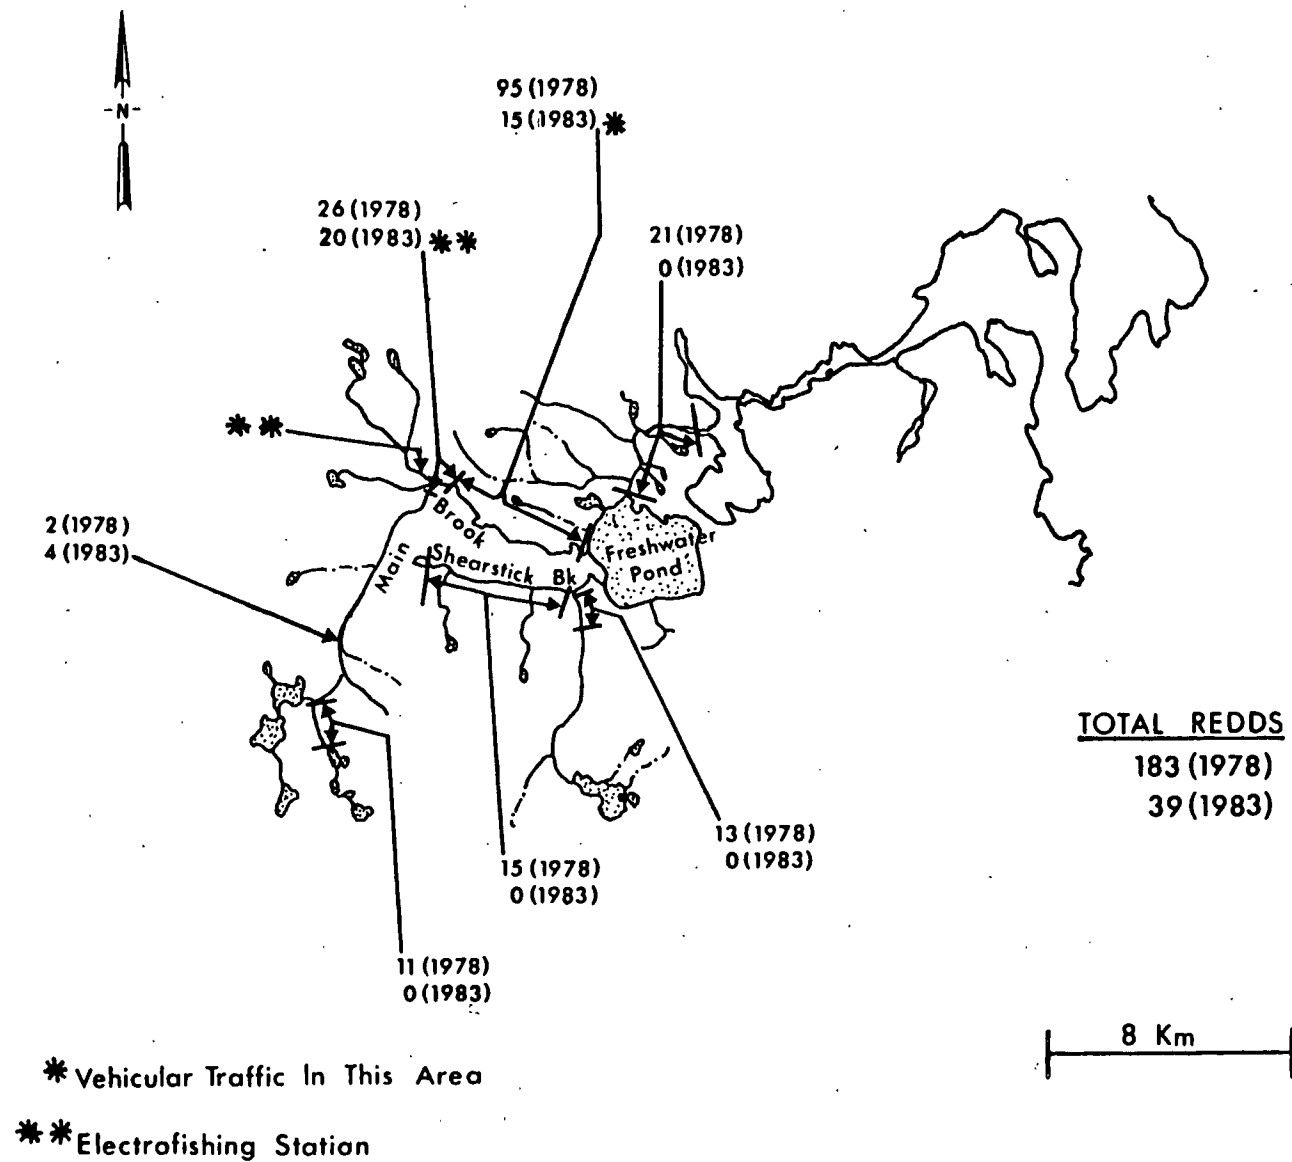 -N-
95 (1978)
15 (1983) *
26 (1978)
20 (1983) * *
21 (1978)
0 (1983)
* *
2 (1978)
4 (1983)
Main
Brook
Shearstick Bk
Freshwater
Pond
TOTAL REDDS
183 (1978)
39 (1983)
13 (1978)
0 (1983)
15 (1978)
0 (1983)
11 (1978)
0 (1983)
8 Km
* Vehicular Traffic In This Area
* * Electrofishing Station